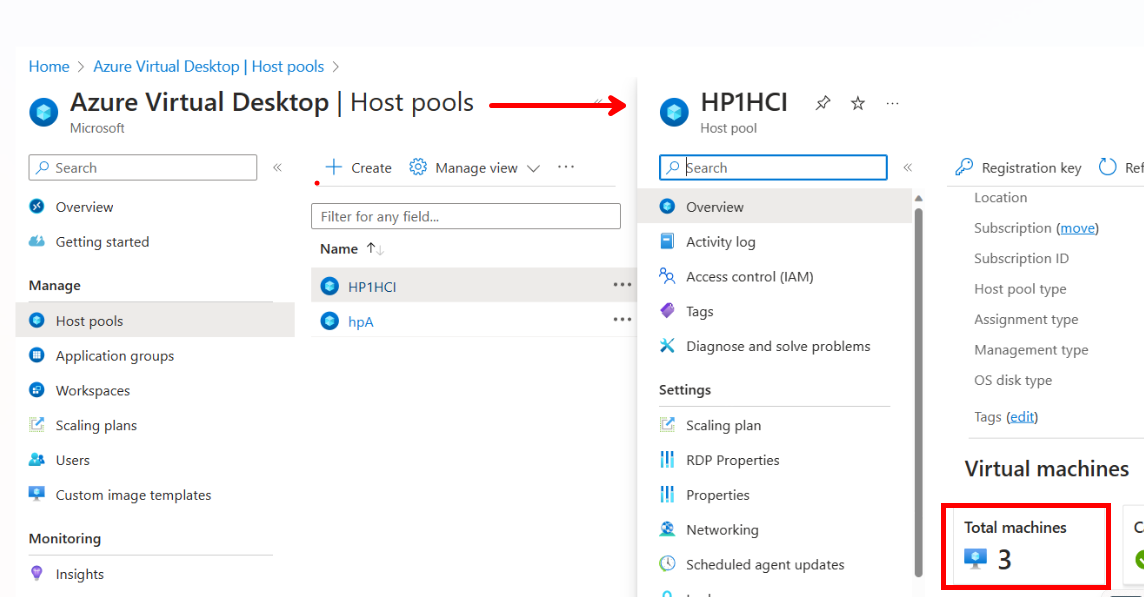 Home > Azure Virtual Desktop | Host pools >
Azure Virtual Desktop | Host pools
Microsoft
Search
Overview
Getting started
Manage
Host pools
Application groups
Workspaces
Scaling plans
Users
Custom image templates
Monitoring
Insights
Create Manage view
Filter for any field...
Name
HP1HCI
hpA
HP1HCI
Host pool
Search
Overview
Activity log
Access control (IAM)
Tags
Diagnose and solve problems
Settings
Scaling plan
RDP Properties
Properties
Networking
Scheduled agent updates
Registration key
Location
Subscription (move)
Subscription ID
Host pool type
Assignment type
Management type
OS disk type
Tags (edit)
Virtual machines
Total machines
3